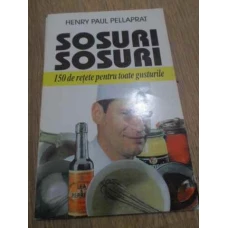 HENRY PAUL PELLAPRAT
SOSURI
SOSURI
150 de rețete pentru toate gusturile